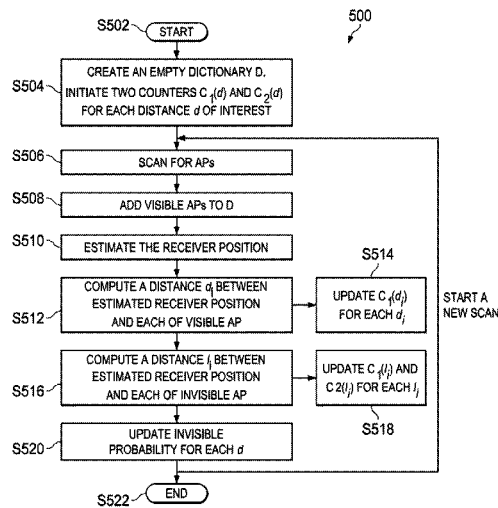 500
S502
START
S504
CREATE AN EMPTY DICTIONARY D.
INITIATE TWO COUNTERS C1(d) AND C2(d)
FOR EACH DISTANCE d OF INTEREST
S506
SCAN FOR APs
S508
ADD VISIBLE APs TO D
S510
ESTIMATE THE RECEIVER POSITION
S512
COMPUTE A DISTANCE di BETWEEN
ESTIMATED RECEIVER POSITION
AND EACH OF VISIBLE AP
S514
UPDATE C1(di)
FOR EACH di
START A
NEW SCAN
S516
COMPUTE A DISTANCE lj BETWEEN
ESTIMATED RECEIVER POSITION
AND EACH OF INVISIBLE AP
UPDATE C1(lj) AND
C2(lj) FOR EACH lj
S518
S520
UPDATE INVISIBLE
PROBABILITY FOR EACH d
S522
END